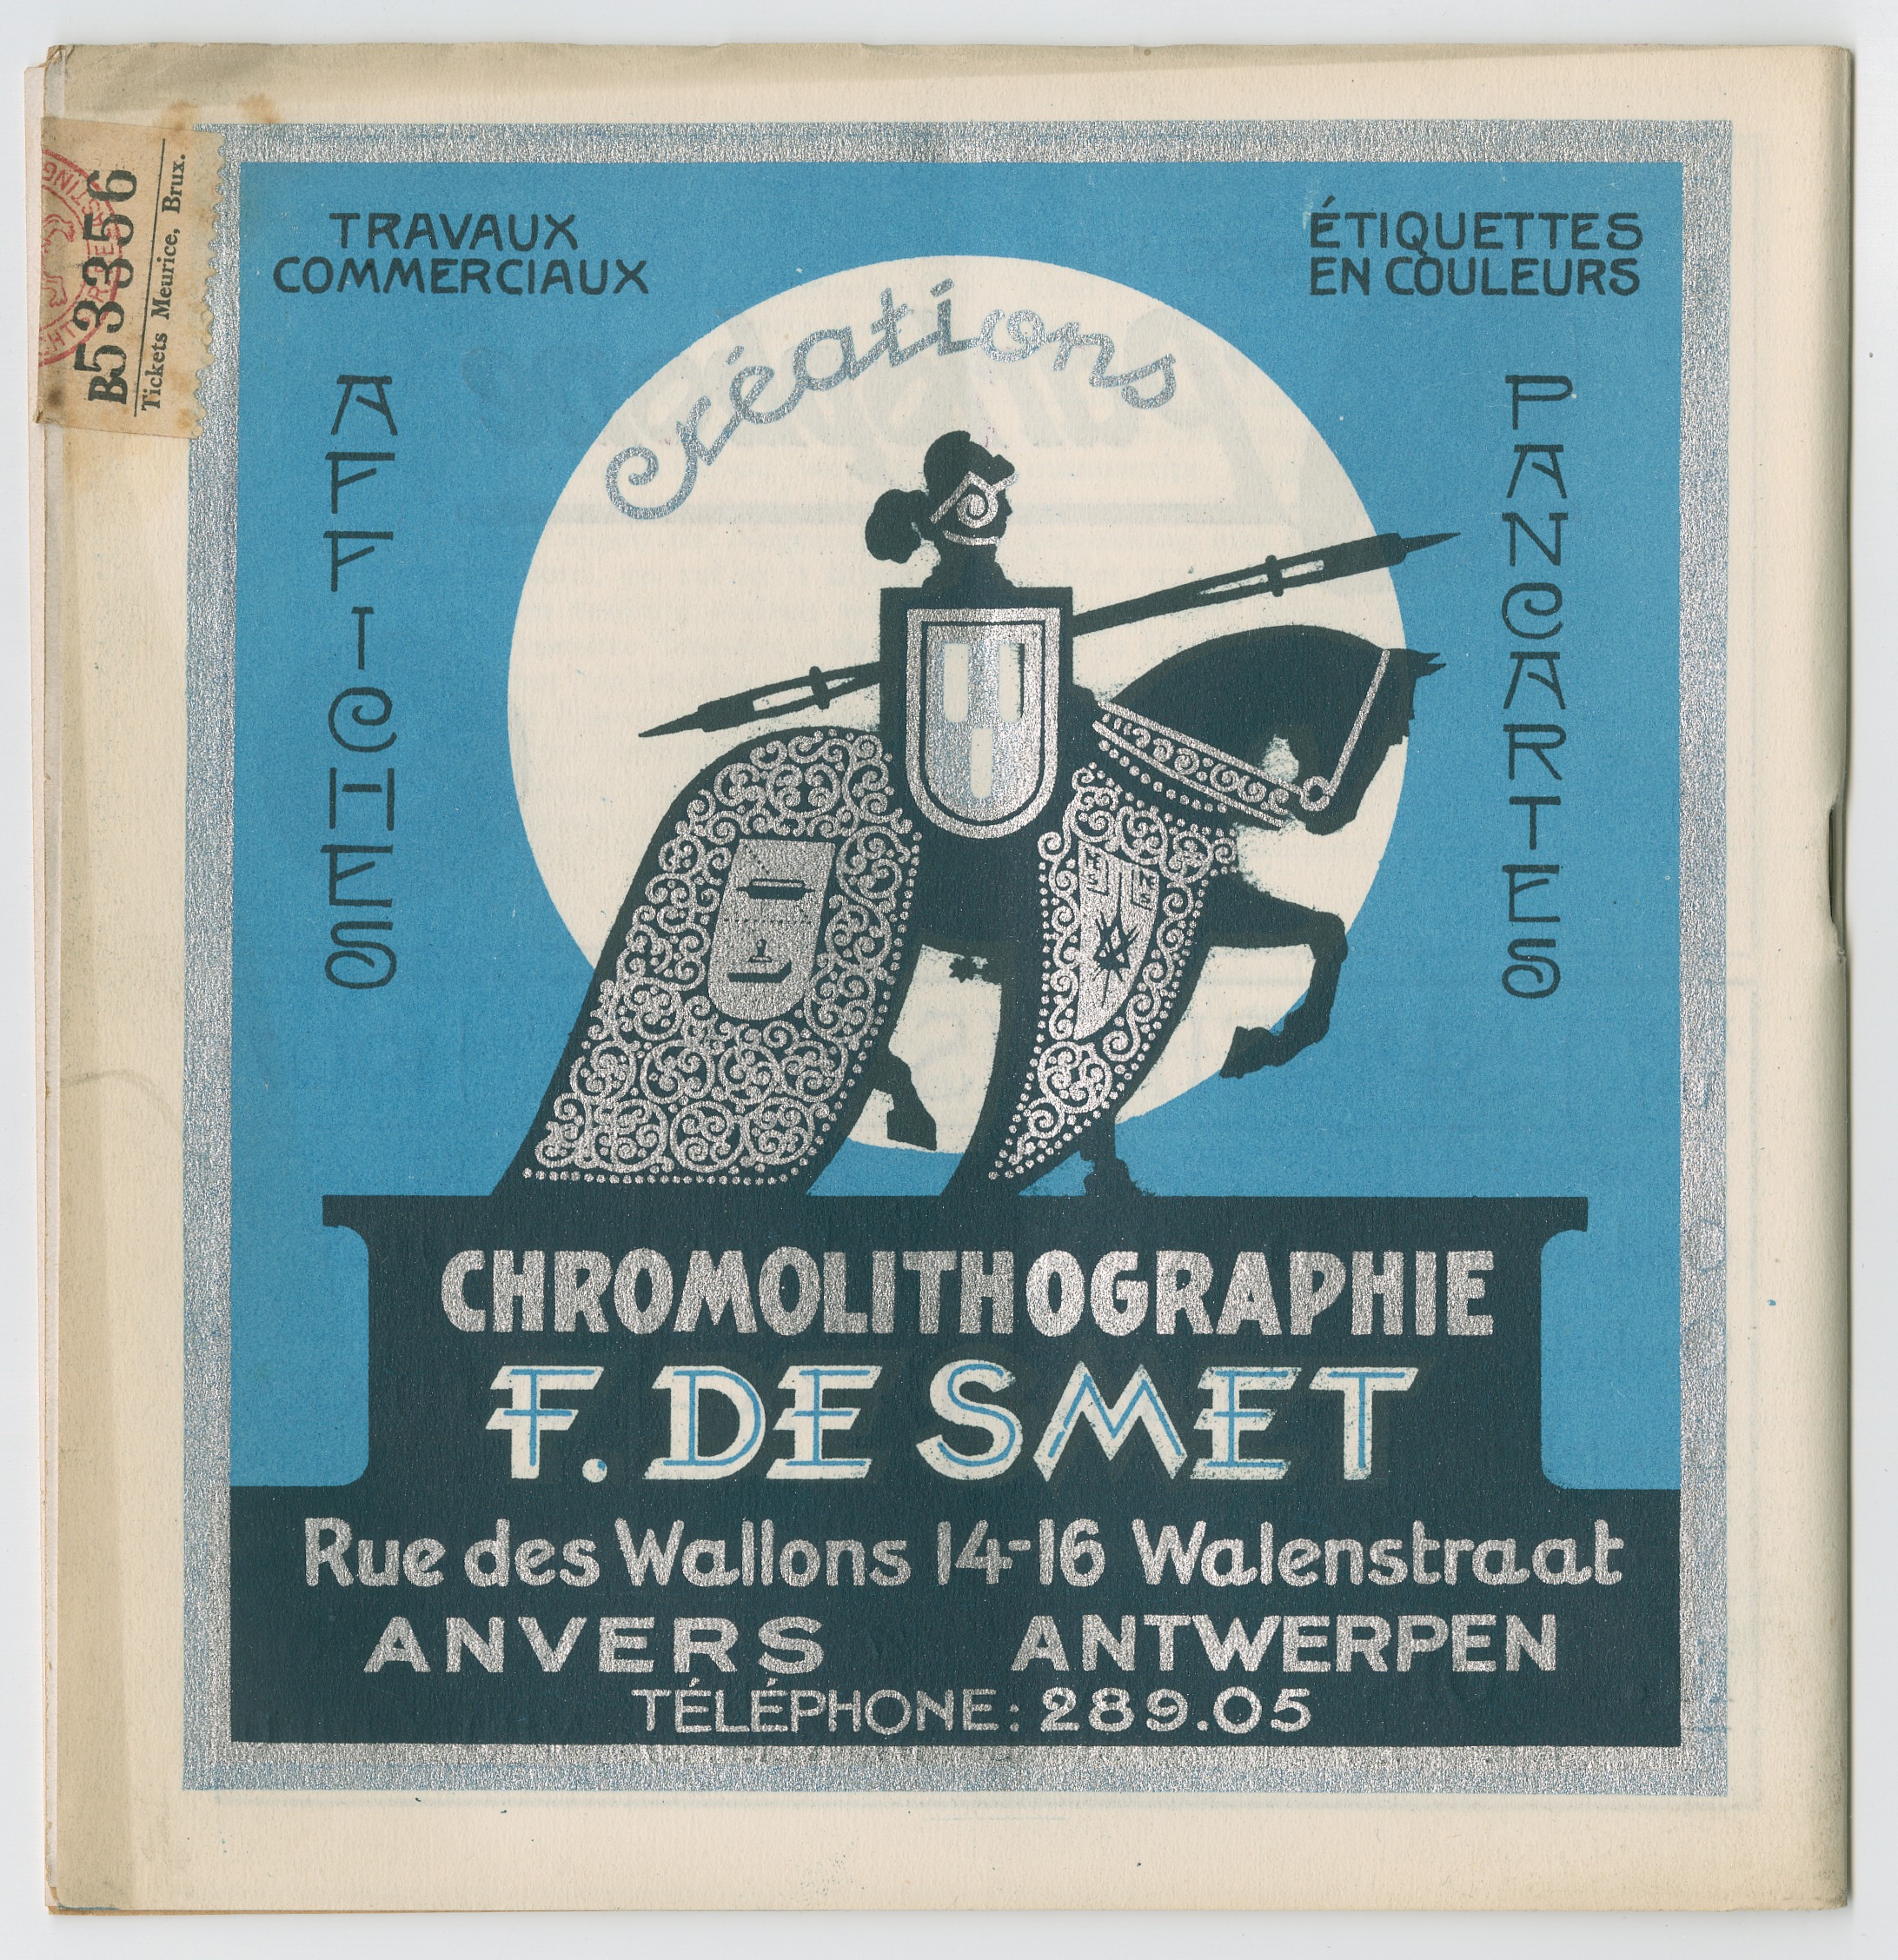 B533356
Tickets Meurice, Brux.
TRAVAUX
COMMERCIAUX
ÉTIQUETTES
EN COULEURS
Créations
AFFICHES
PANCARTES
CHROMOLITHOGRAPHIE
F. DE SMET
Rue des Wallons 14-16 Walenstraat
ANVERS ANTWERPEN
TÉLÉPHONE: 289.05